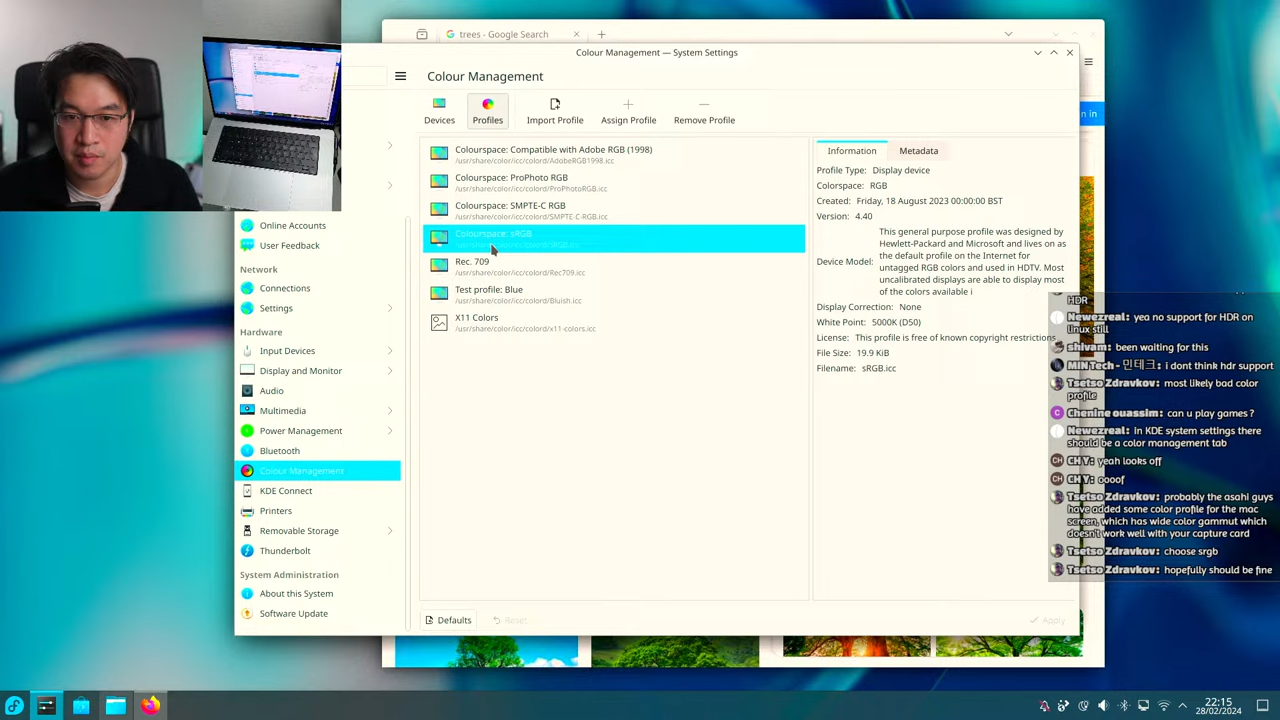 trees - Google Search
Colour Management — System Settings
Colour Management
Devices
Profiles
Import Profile
Assign Profile
Remove Profile
n in
Colourspace: Compatible with Adobe RGB (1998)
/usr/share/color/icc/colord/AdobeRGB1998.icc
Colourspace: ProPhoto RGB
/usr/share/color/icc/colord/ProPhotoRGB.icc
Colourspace: SMPTE-C RGB
/usr/share/color/icc/colord/SMPTE-C-RGB.icc
Colourspace: sRGB
/usr/share/color/icc/colord/sRGB.icc
Rec. 709
/usr/share/color/icc/colord/Rec709.icc
Test profile: Blue
/usr/share/color/icc/colord/Bluish.icc
X11 Colors
/usr/share/color/icc/colord/x11-colors.icc
Information
Metadata
Profile Type: Display device
Colorspace: RGB
Created: Friday, 18 August 2023 00:00:00 BST
Version: 4.40
Device Model:
This general purpose profile was designed by
Hewlett-Packard and Microsoft and lives on as
the default profile on the Internet for
untagged RGB colors and used in HDTV. Most
uncalibrated displays are able to display most
of the colors available i
Display Correction: None
White Point: 5000K (D50)
License: This profile is free of known copyright restrictions
File Size: 19.9 KiB
Filename: sRGB.icc
Online Accounts
User Feedback
Network
Connections
Settings
Hardware
Input Devices
Display and Monitor
Audio
Multimedia
Power Management
Bluetooth
Colour Management
KDE Connect
Printers
Removable Storage
Thunderbolt
System Administration
About this System
Software Update
Defaults
Reset
Apply
HDR
Newezreal: yea no support for HDR on
linux still
shivam: been waiting for this
MIN Tech - 민테크: i dont think hdr support
Tsetso Zdravkov: most likely bad color
profile
Chenine ouassim: can u play games ?
Newezreal: in KDE system settings there
should be a color management tab
CH Y: yeah looks off
CH Y: oooof
Tsetso Zdravkov: probably the asahi guys
have added some color profile for the mac
screen, which has wide color gammut which
doesn't work well with your capture card
Tsetso Zdravkov: choose srgb
Tsetso Zdravkov: hopefully should be fine
22:15
28/02/2024